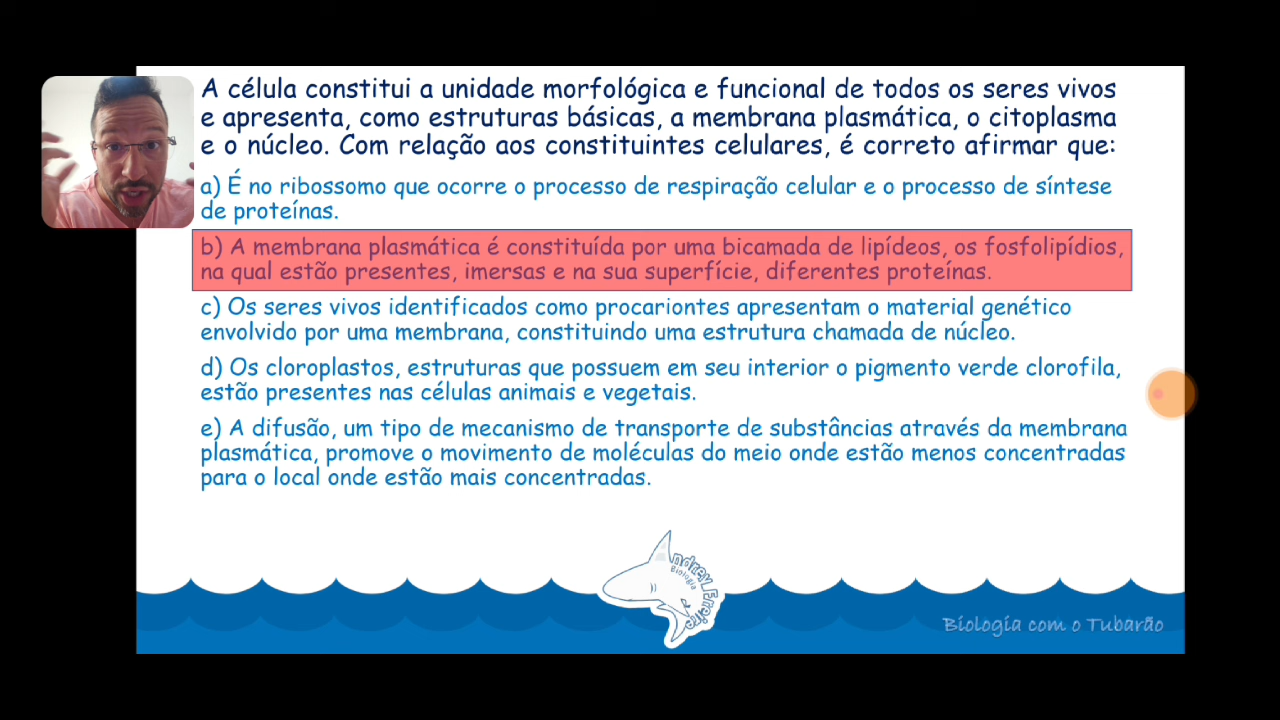 A célula constitui a unidade morfológica e funcional de todos os seres vivos
e apresenta, como estruturas básicas, a membrana plasmática, o citoplasma
e o núcleo. Com relação aos constituintes celulares, é correto afirmar que:
a) É no ribossomo que ocorre o processo de respiração celular e o processo de síntese
de proteínas.
b) A membrana plasmática é constituída por uma bicamada de lipídeos, os fosfolipídios,
na qual estão presentes, imersas e na sua superfície, diferentes proteínas.
c) Os seres vivos identificados como procariontes apresentam o material genético
envolvido por uma membrana, constituindo uma estrutura chamada de núcleo.
d) Os cloroplastos, estruturas que possuem em seu interior o pigmento verde clorofila,
estão presentes nas células animais e vegetais.
e) A difusão, um tipo de mecanismo de transporte de substâncias através da membrana
plasmática, promove o movimento de moléculas do meio onde estão menos concentradas
para o local onde estão mais concentradas.
Biologia
Biologia com o Tubarão